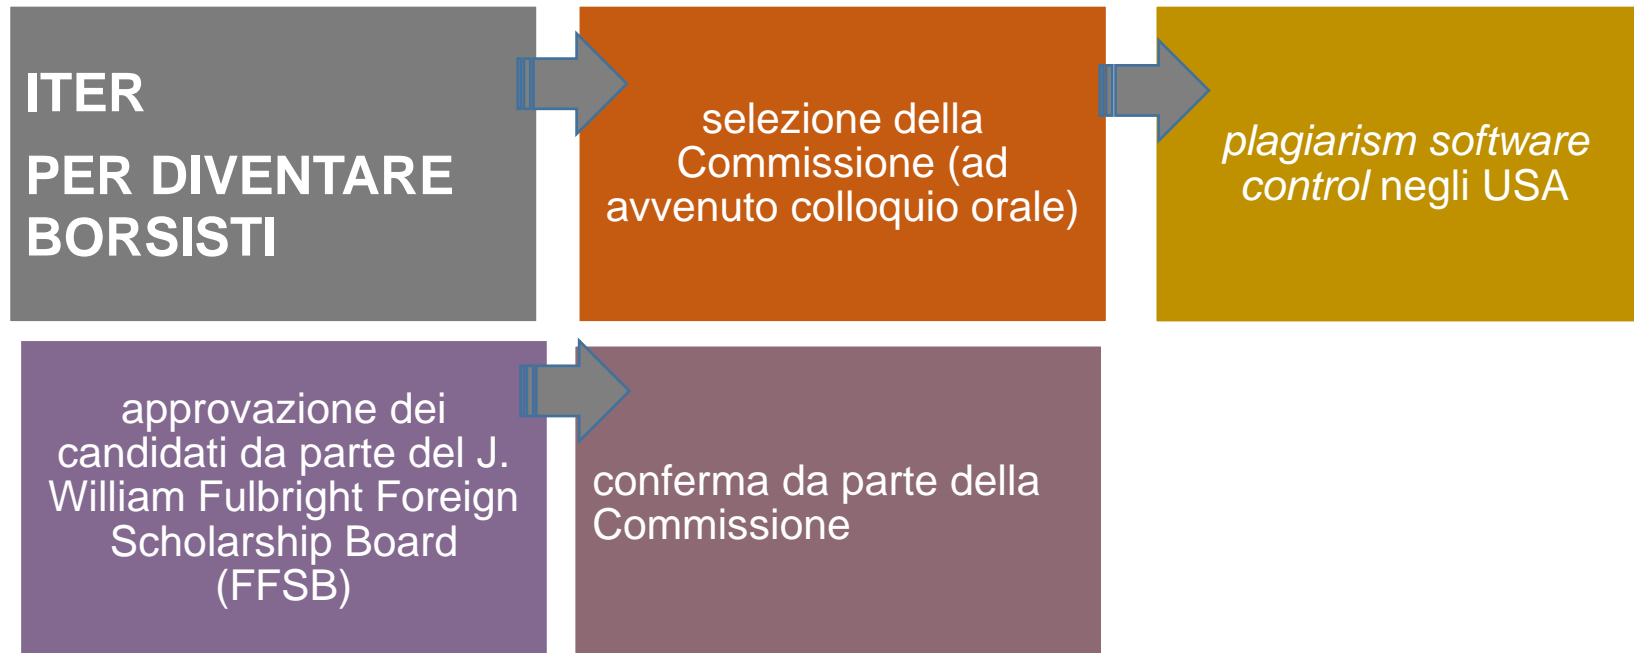 ITER
PER DIVENTARE
BORSISTI
selezione della
Commissione (ad
avvenuto colloquio orale)
plagiarism software
control negli USA
approvazione dei
candidati da parte del J.
William Fulbright Foreign
Scholarship Board
(FFSB)
conferma da parte della
Commissione